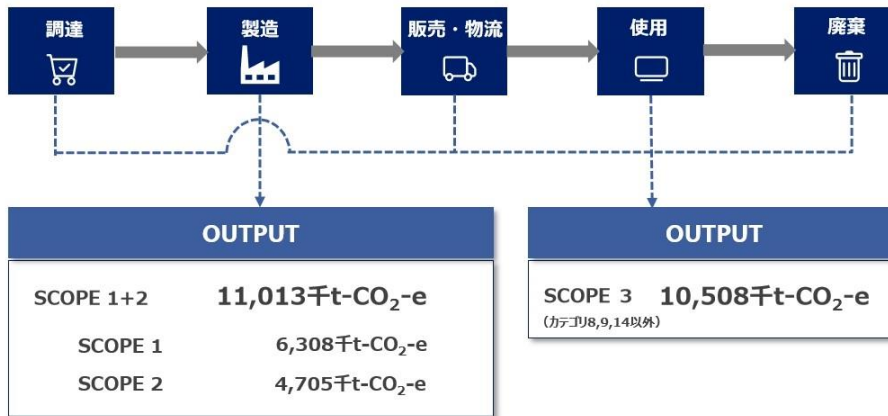 調達
製造
販売・物流
使用
廃棄
OUTPUT
SCOPE 1+2 11,013千t-CO₂-e
SCOPE 1 6,308千t-CO₂-e
SCOPE 2 4,705千t-CO₂-e
OUTPUT
SCOPE 3 10,508千t-CO₂-e
(カテゴリ8,9,14以外)